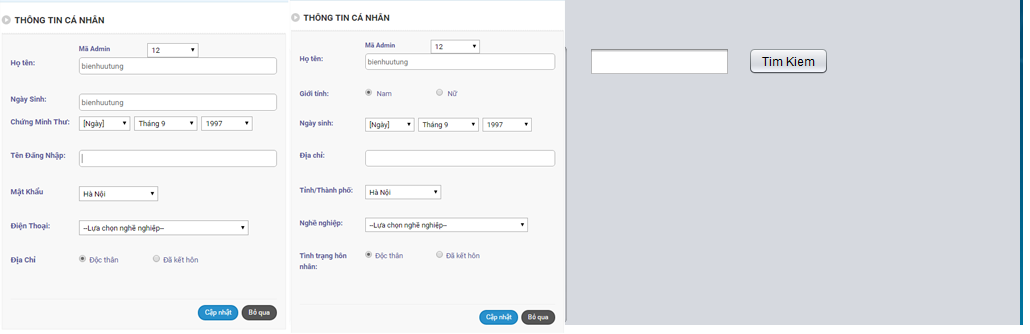 THÔNG TIN CÁ NHÂN
Mã Admin 12
Họ tên: bienhuutung
Ngày Sinh: bienhuutung
Chứng Minh Thư: [Ngày] Tháng 9 1997
Tên Đăng Nhập:
Mật Khẩu Hà Nội
Điện Thoại: --Lựa chọn nghề nghiệp--
Địa Chỉ Độc thân Đã kết hôn
Cập nhật Bỏ qua
THÔNG TIN CÁ NHÂN
Mã Admin 12
Họ tên: bienhuutung
Giới tính: Nam Nữ
Ngày sinh: [Ngày] Tháng 9 1997
Địa chỉ:
Tỉnh/Thành phố: Hà Nội
Nghề nghiệp: --Lựa chọn nghề nghiệp--
Tình trạng hôn Độc thân Đã kết hôn
nhân:
Cập nhật Bỏ qua
Tim Kiem